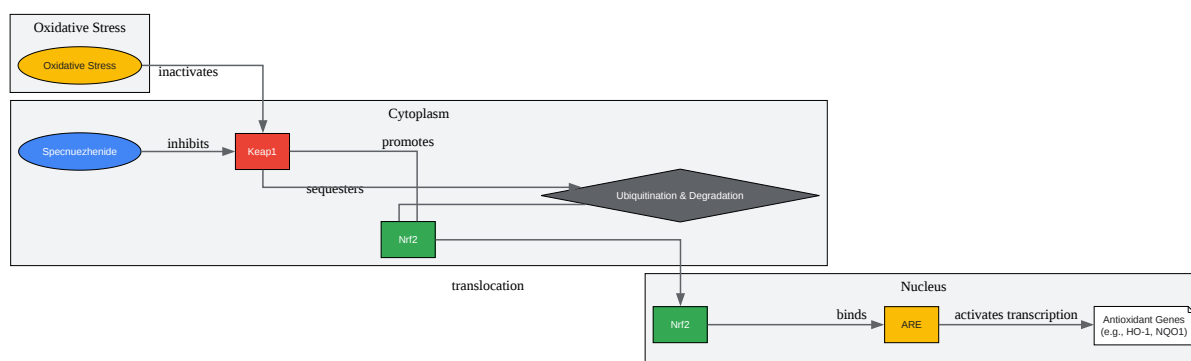 Oxidative Stress
Oxidative Stress
inactivates
Cytoplasm
Specnuezhenide
inhibits
Keap1
promotes
sequesters
Ubiquitination & Degradation
Nrf2
translocation
Nucleus
Nrf2
binds
ARE
activates transcription
Antioxidant Genes
(e.g., HO-1, NQO1)